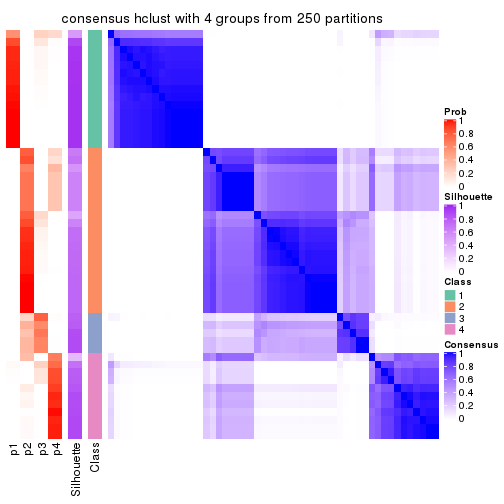 consensus hclust with 4 groups from 250 partitions
Prob
1
0.8
0.6
0.4
0.2
0
Silhouette
1
0.8
0.6
0.4
0.2
0
Class
1
2
3
4
Consensus
1
0.8
0.6
0.4
0.2
0
p1
p2
p3
p4
Silhouette
Class